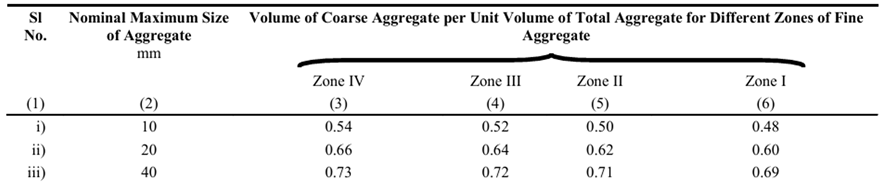 Sl Nominal Maximum Size Volume of Coarse Aggregate per Unit Volume of Total Aggregate for Different Zones of Fine
No. of Aggregate Aggregate
mm
Zone IV Zone III Zone II Zone I
(1) (2) (3) (4) (5) (6)
i) 10 0.54 0.52 0.50 0.48
ii) 20 0.66 0.64 0.62 0.60
iii) 40 0.73 0.72 0.71 0.69